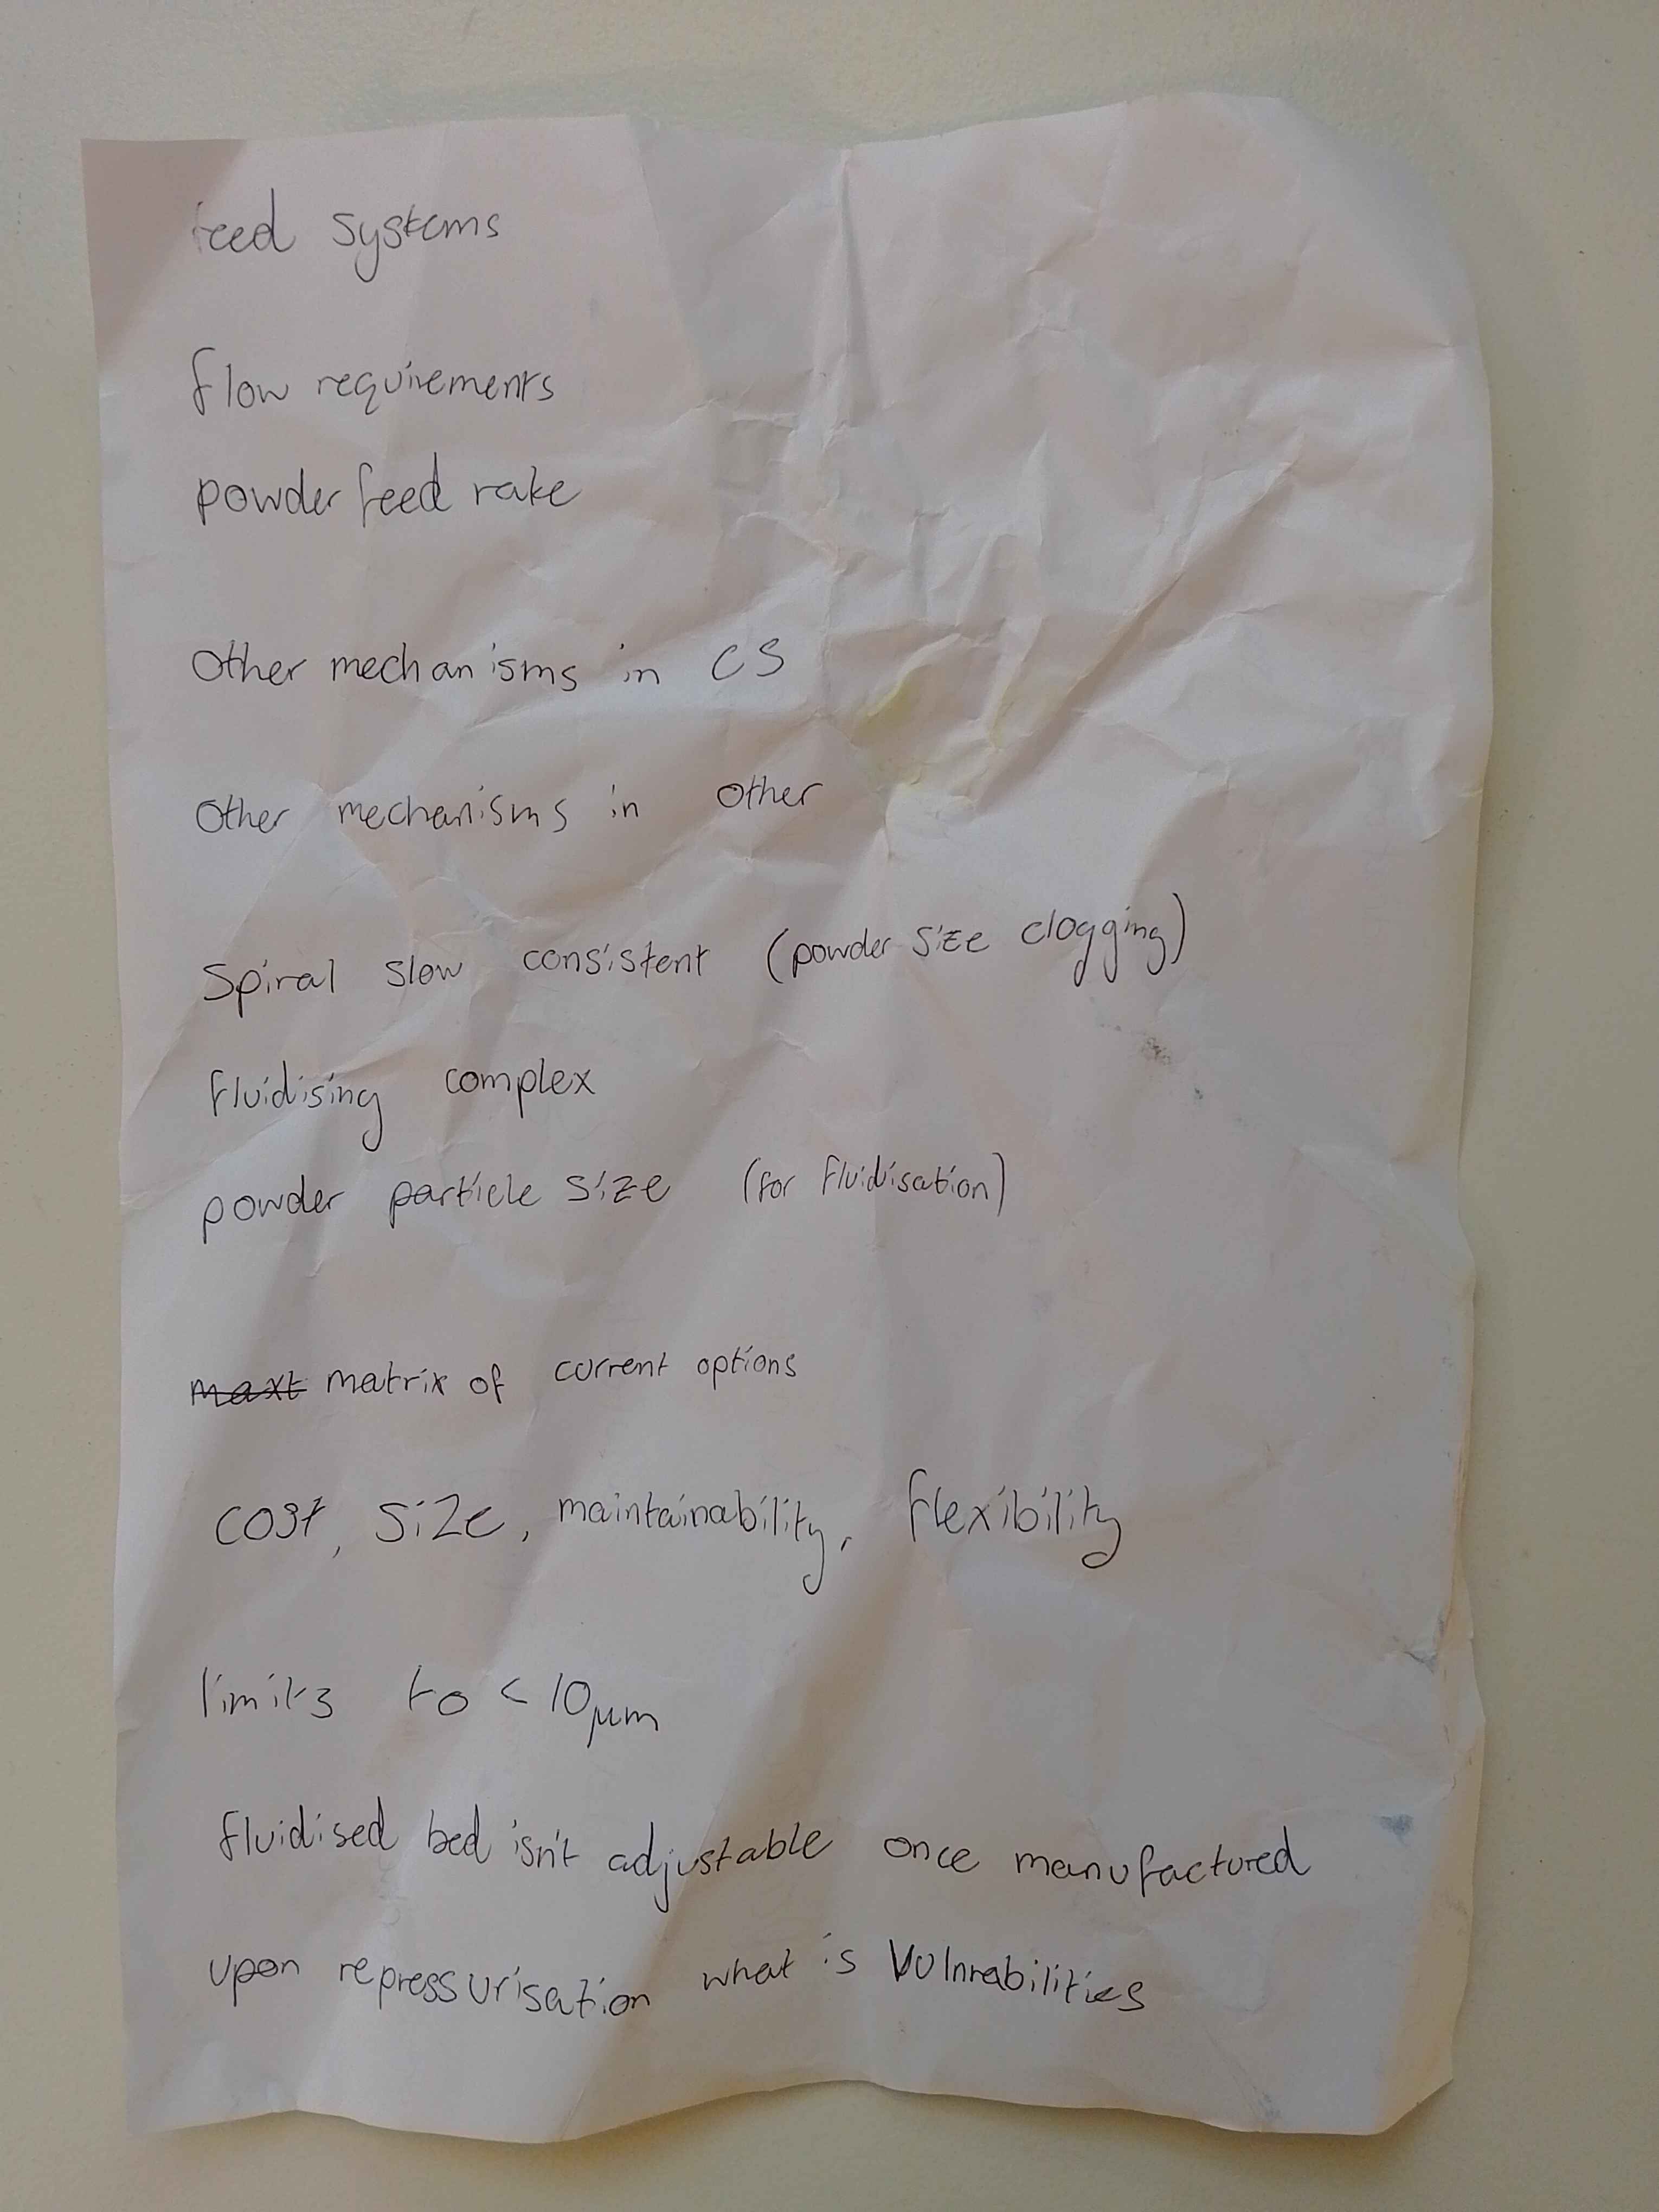 feed systems
flow requirements
powder feed rate
Other mechanisms in CS
Other mechanisms in other
Spiral slow consistent (powder size clogging)
fluidising complex
powder particle size (for fluidisation)
maxt matrix of current options
cost, size, maintainability, flexibility
limits to < 10μm
fluidised bed isn't adjustable once manufactured
upon repressurisation what is vulnrabilities